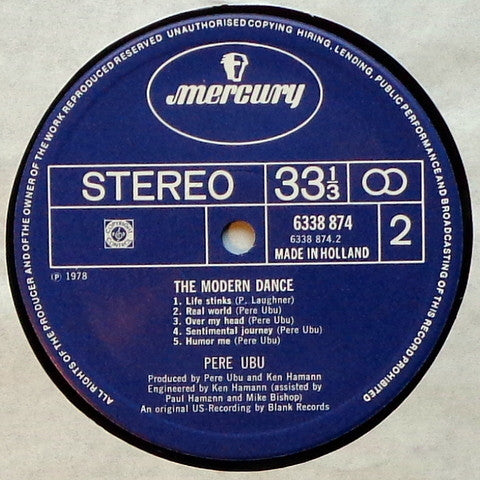 ALL RIGHTS OF THE PRODUCER AND OF THE OWNER OF THE WORK REPRODUCED RESERVED UNAUTHORISED COPYING HIRING, LENDING, PUBLIC PERFORMANCE AND BROADCASTING OF THIS RECORD PROHIBITED
mercury
STEREO 33 1/3
6338 874
6338 874.2
MADE IN HOLLAND
2
℗ 1978
THE MODERN DANCE
1. Life stinks (P. Laughner)
2. Real world (Pere Ubu)
3. Over my head (Pere Ubu)
4. Sentimental journey (Pere Ubu)
5. Humor me (Pere Ubu)
PERE UBU
Produced by Pere Ubu and Ken Hamann
Engineered by Ken Hamann (assisted by
Paul Hamann and Mike Bishop)
An original US-Recording by Blank Records